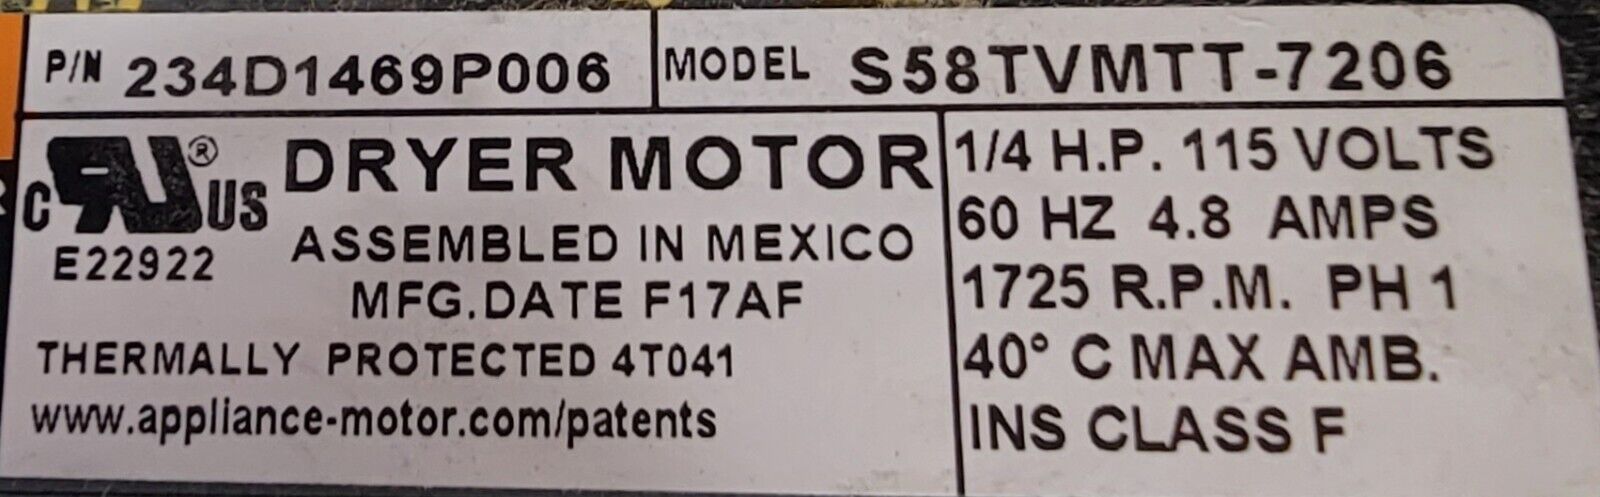 P/N 234D1469P006 MODEL S58TVMTT-7206
C RU ® US
E22922
DRYER MOTOR
ASSEMBLED IN MEXICO
MFG.DATE F17AF
THERMALLY PROTECTED 4T041
www.appliance-motor.com/patents
1/4 H.P. 115 VOLTS
60 HZ 4.8 AMPS
1725 R.P.M. PH 1
40° C MAX AMB.
INS CLASS F